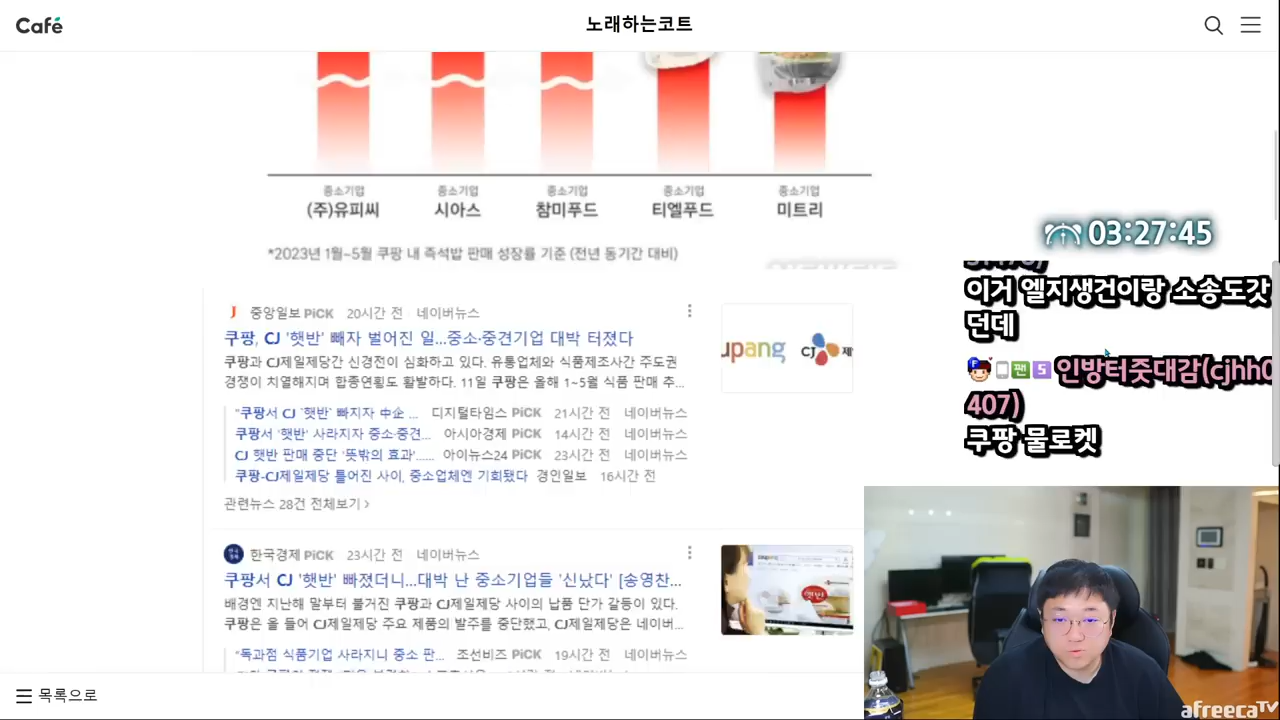 Café
노래하는코트
중소기업 중소기업 중소기업 중소기업 중소기업
(주)유피씨 시아스 참미푸드 티엘푸드 미트리
*2023년 1월~5월 쿠팡 내 즉석밥 판매 성장률 기준 (전년 동기간 대비)
03:27:45
이거 엘지생건이랑 소송도갓
던데
인방터줏대감(cjhh0
407)
쿠팡 물로켓
중앙일보 PiCK 20시간 전 네이버뉴스
쿠팡, CJ '햇반' 빼자 벌어진 일...중소·중견기업 대박 터졌다
쿠팡과 CJ제일제당간 신경전이 심화하고 있다. 유통업체와 식품제조사간 주도권
경쟁이 치열해지며 합종연횡도 활발하다. 11일 쿠팡은 올해 1~5월 식품 판매 추...
upang CJ 제
"쿠팡서 CJ `햇반` 빠지자 中企 ... 디지털타임스 PiCK 21시간 전 네이버뉴스
쿠팡서 '햇반' 사라지자 중소·중견... 아시아경제 PiCK 14시간 전 네이버뉴스
CJ 햇반 판매 중단 '뜻밖의 효과'...... 아이뉴스24 PiCK 23시간 전 네이버뉴스
쿠팡-CJ제일제당 틀어진 사이, 중소업체엔 기회됐다 경인일보 16시간 전
관련뉴스 28건 전체보기 >
한국경제 PiCK 23시간 전 네이버뉴스
쿠팡서 CJ '햇반' 빠졌더니...대박 난 중소기업들 '신났다' [송영찬...
배경엔 지난해 말부터 불거진 쿠팡과 CJ제일제당 사이의 납품 단가 갈등이 있다.
쿠팡은 올 들어 CJ제일제당 주요 제품의 발주를 중단했고, CJ제일제당은 네이버...
"독과점 식품기업 사라지니 중소 판... 조선비즈 PiCK 19시간 전 네이버뉴스
목록으로
afreecaTV